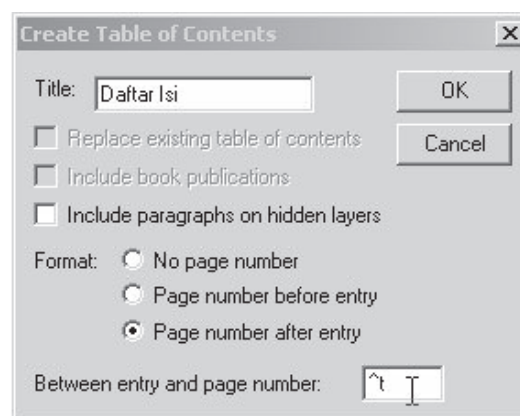 Create Table of Contents
Title: Daftar Isi
OK
Replace existing table of contents
Cancel
Include book publications
Include paragraphs on hidden layers
Format: No page number
Page number before entry
Page number after entry
Between entry and page number: ^t